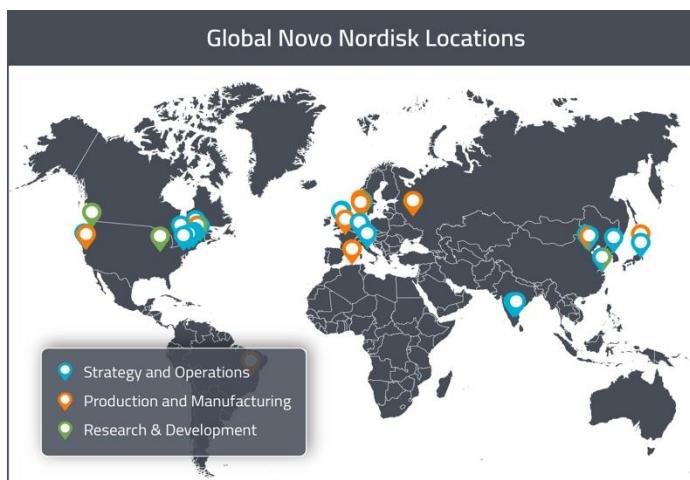 Global Novo Nordisk Locations
Strategy and Operations
Production and Manufacturing
Research & Development